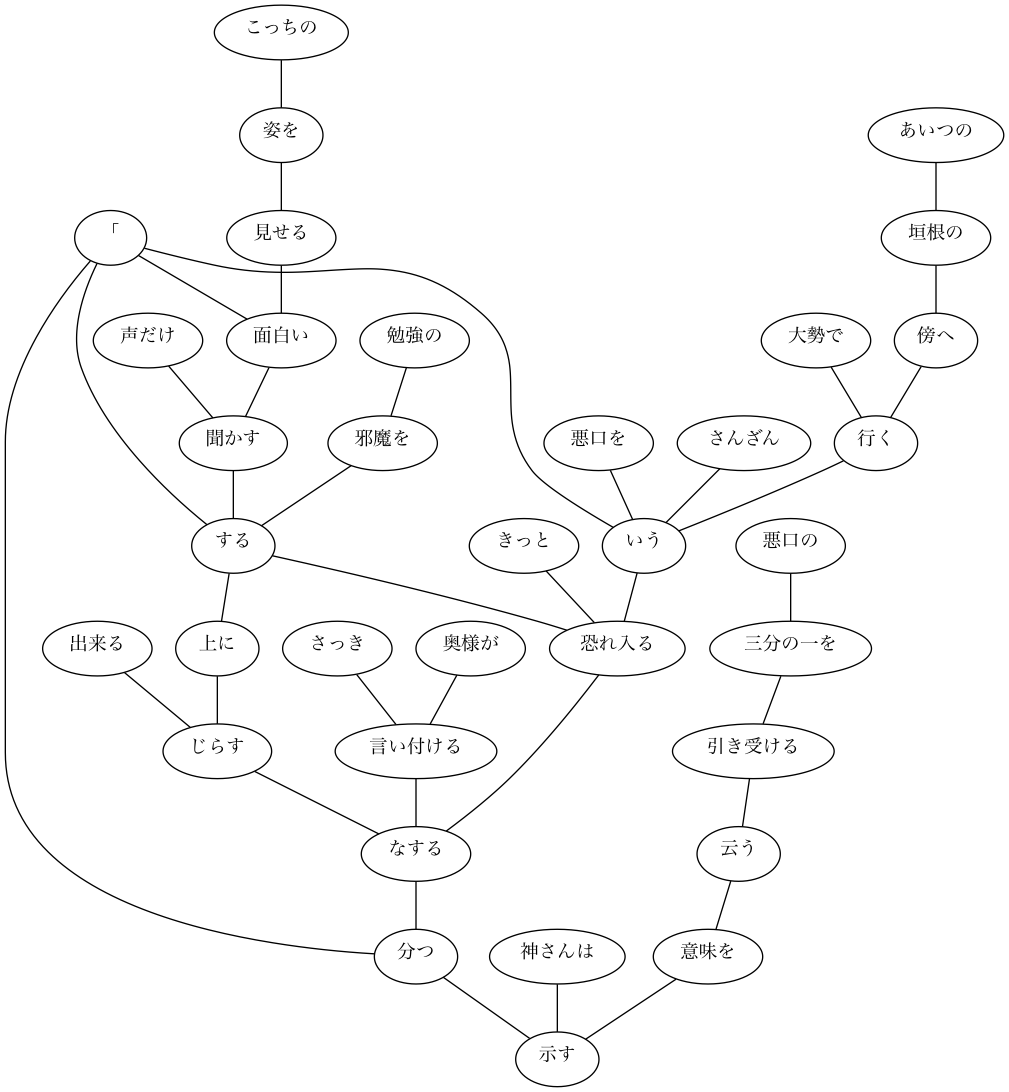 こっちの
姿を
あいつの
「
見せる
垣根の
声だけ
面白い
勉強の
大勢で
傍へ
聞かす
邪魔を
悪口を
さんざん
行く
する
きっと
いう
悪口の
出来る
上に
さっき
奥様が
恐れ入る
三分の一を
じらす
言い付ける
引き受ける
なする
云う
分つ
神さんは
意味を
示す